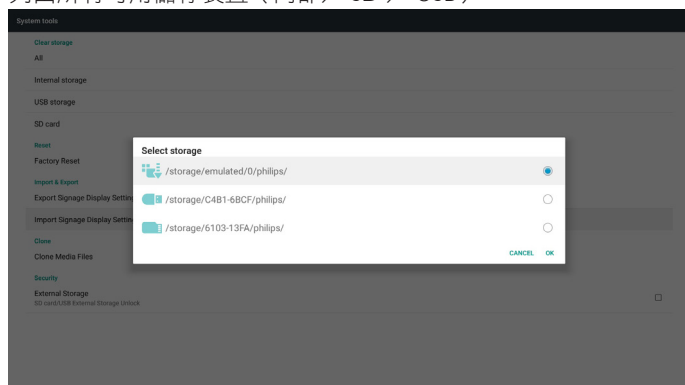 System tools
Clear storage
All
Internal storage
USB storage
SD card
Reset
Factory Reset
Import & Export
Export Signage Display Settin
Import Signage Display Settin
Clone
Clone Media Files
Security
External Storage
SD card/USB External Storage Unlock
Select storage
/storage/emulated/0/philips/
/storage/C4B1-6BCF/philips/
/storage/6103-13FA/philips/
CANCEL OK